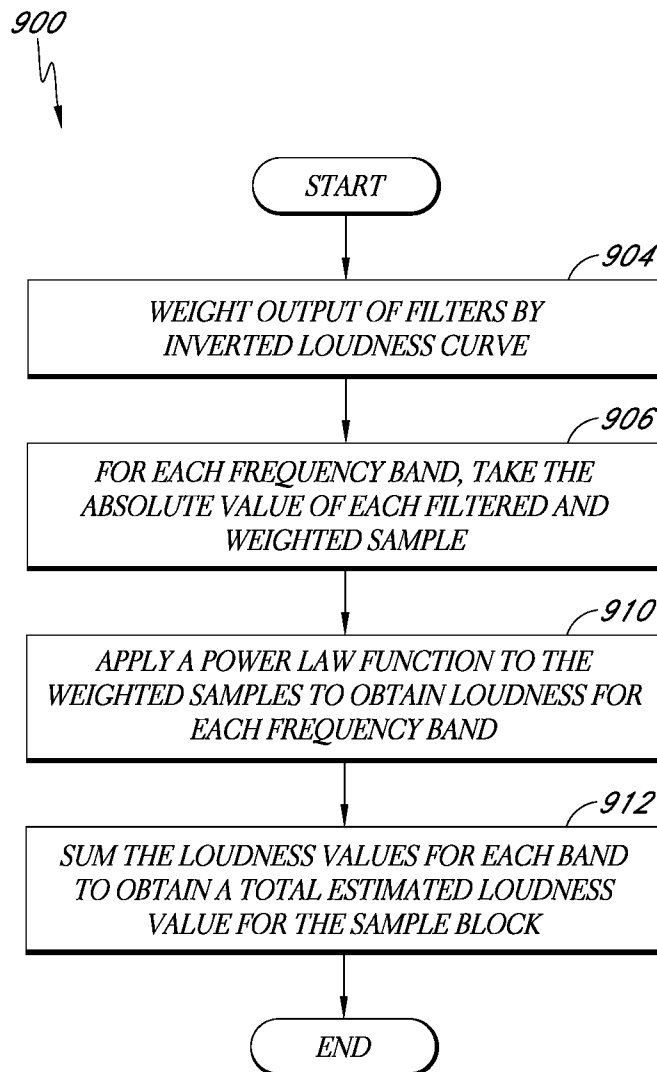 900
START
904
WEIGHT OUTPUT OF FILTERS BY
INVERTED LOUDNESS CURVE
906
FOR EACH FREQUENCY BAND, TAKE THE
ABSOLUTE VALUE OF EACH FILTERED AND
WEIGHTED SAMPLE
910
APPLY A POWER LAW FUNCTION TO THE
WEIGHTED SAMPLES TO OBTAIN LOUDNESS FOR
EACH FREQUENCY BAND
912
SUM THE LOUDNESS VALUES FOR EACH BAND
TO OBTAIN A TOTAL ESTIMATED LOUDNESS
VALUE FOR THE SAMPLE BLOCK
END